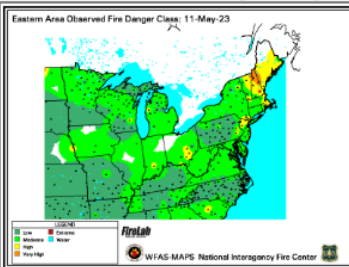 Eastern Area Observed Fire Danger Class: 11-May-23
LEGEND
Low
Moderate
High
Very High
Extreme
Water
FireLab
WFAS-MAPS National Interagency Fire Center